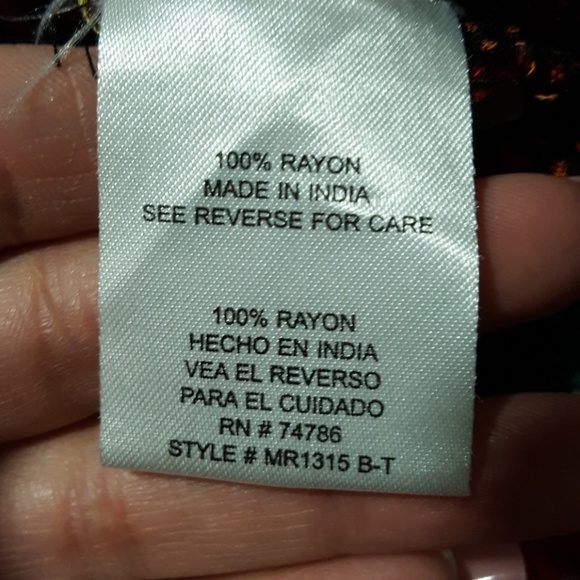 100% RAYON
MADE IN INDIA
SEE REVERSE FOR CARE
100% RAYON
HECHO EN INDIA
VEA EL REVERSO
PARA EL CUIDADO
RN # 74786
STYLE # MR1315 B-T